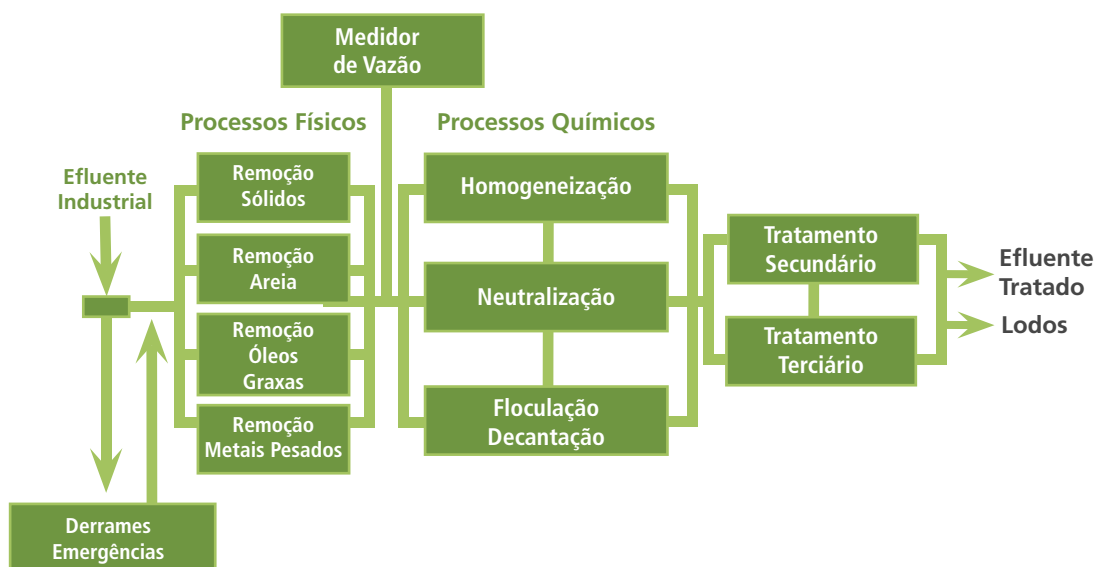 Medidor
de Vazão
Processos Físicos
Processos Químicos
Efluente
Industrial
Remoção
Sólidos
Remoção
Areia
Remoção
Óleos
Graxas
Remoção
Metais Pesados
Derrames
Emergências
Homogeneização
Neutralização
Floculação
Decantação
Tratamento
Secundário
Tratamento
Terciário
Efluente
Tratado
Lodos